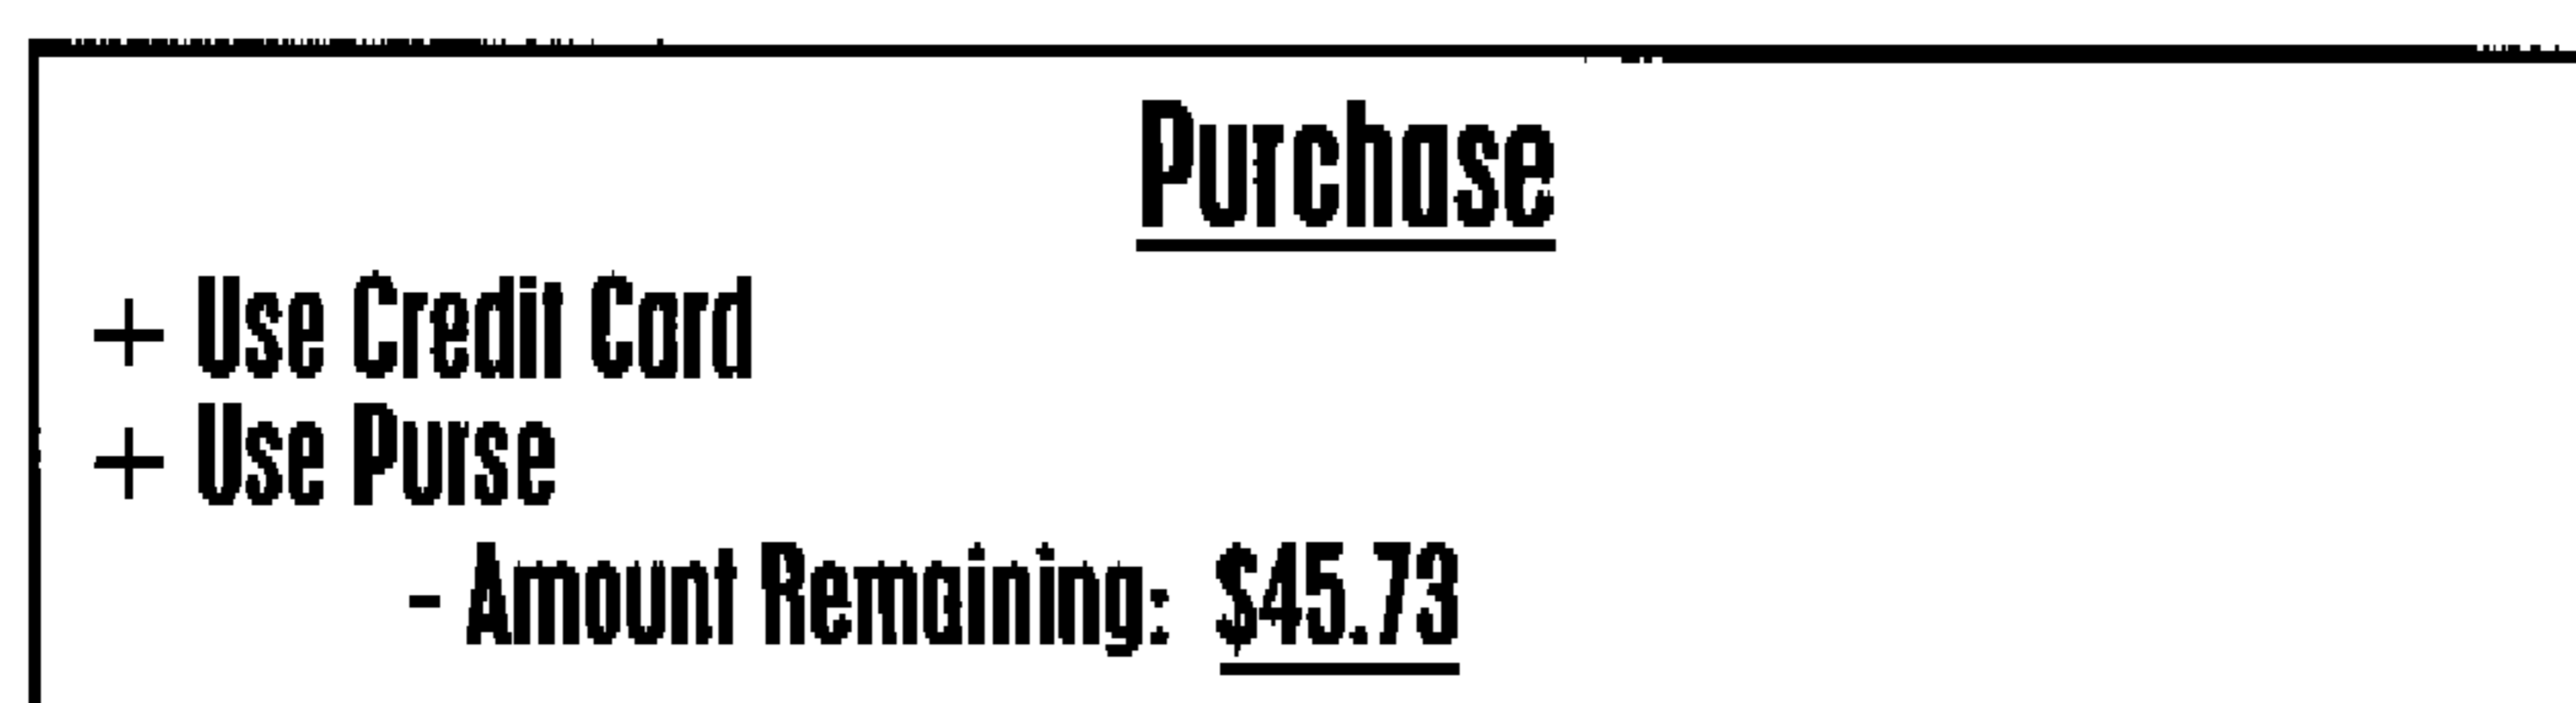 Purchase
+ Use Credit Card
+ Use Purse
- Amount Remaining: $45.73